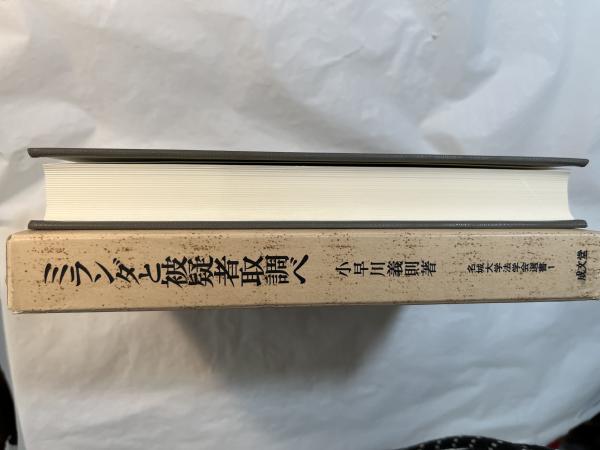 ミランダと被疑者取調べ
小早川義則著
名城大学法学会選書1
成文堂